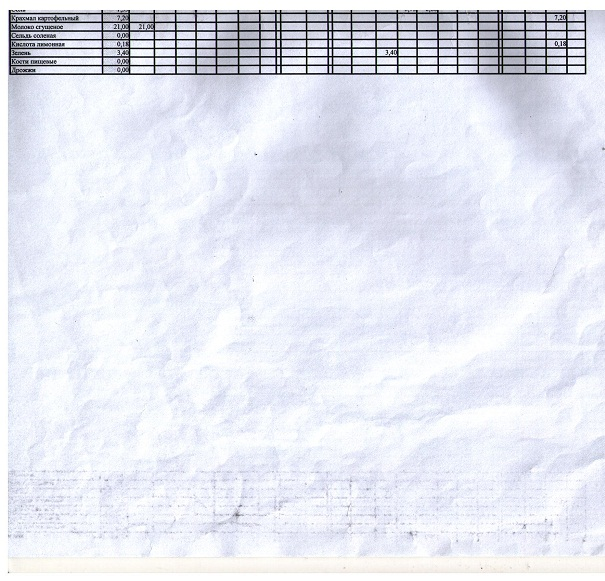 Крахмал картофельный 7,20 7,20
Молоко сгущеное 21,00 21,00
Сельдь соленая 0,00
Кислота лимонная 0,18 0,18
Зелень 3,40 3,40
Кости пищевые 0,00
Дрожжи 0,00